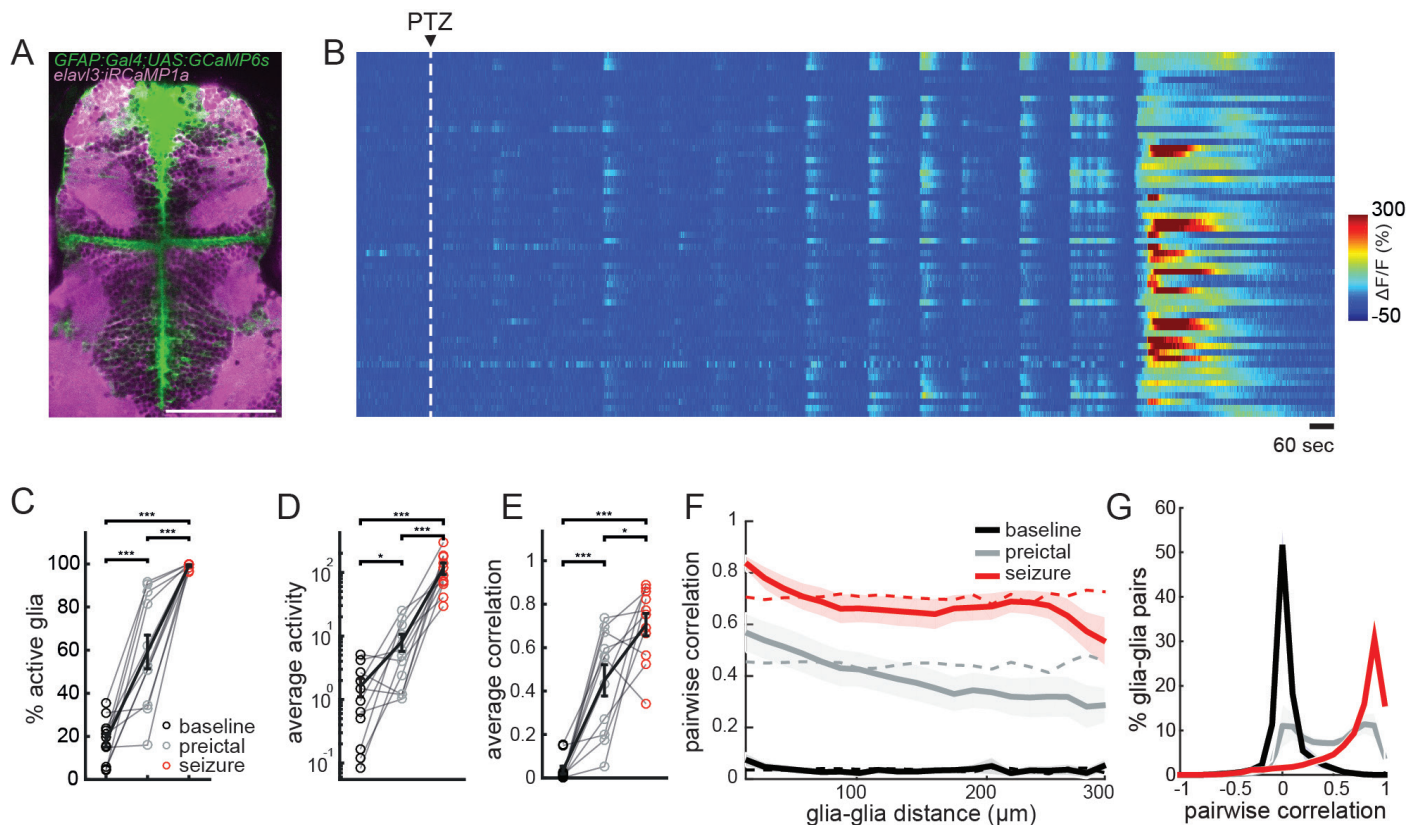 PTZ
A
GFAP:Gal4;UAS:GCaMP6s
elavl3:jRCaMP1a
B
300
ΔF/F (%)
-50
60 sec
C
% active glia
100
80
60
40
20
0
***
***
***
baseline
preictal
seizure
D
average activity
10²
10¹
10⁰
10⁻¹
***
*
***
E
average correlation
1
0.8
0.6
0.4
0.2
0
***
***
*
F
pairwise correlation
1
0.8
0.6
0.4
0.2
0
baseline
preictal
seizure
100
200
300
glia-glia distance (µm)
G
% glia-glia pairs
60
50
40
30
20
10
0
-1
-0.5
0
0.5
1
pairwise correlation